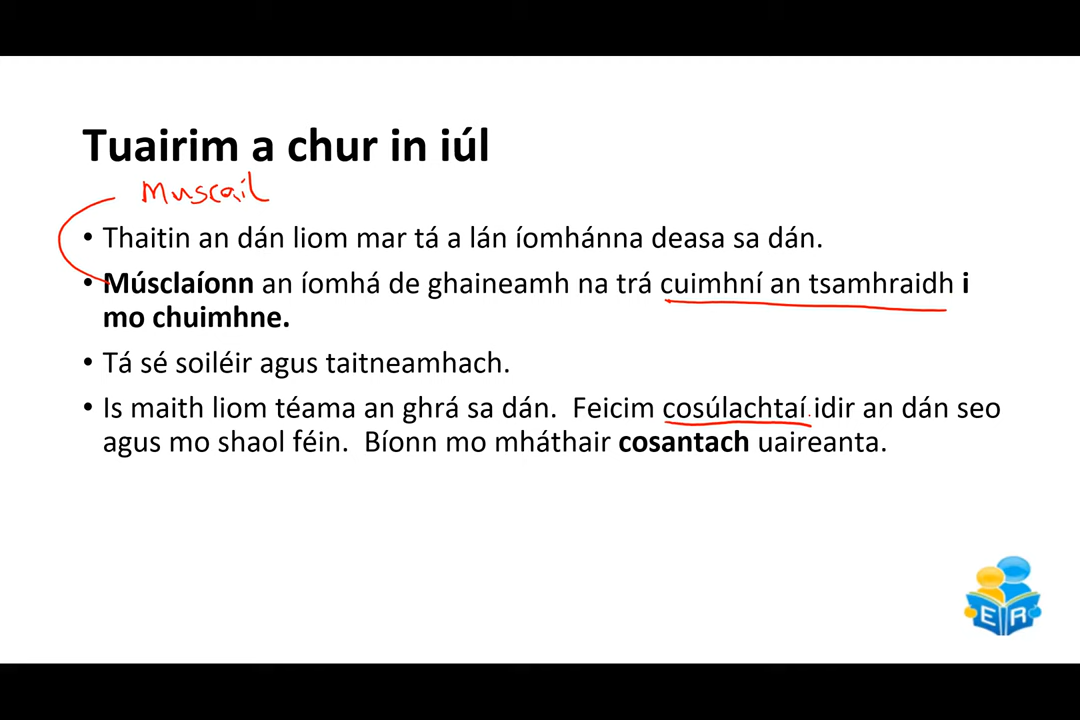 Tuairim a chur in iúl
Muscail
• Thaitin an dán liom mar tá a lán íomhánna deasa sa dán.
• Músclaíonn an íomhá de ghaineamh na trá cuimhní an tsamhraidh i
mo chuimhne.
• Tá sé soiléir agus taitneamhach.
• Is maith liom téama an ghrá sa dán. Feicim cosúlachtaí idir an dán seo
agus mo shaol féin. Bíonn mo mháthair cosantach uaireanta.
E R